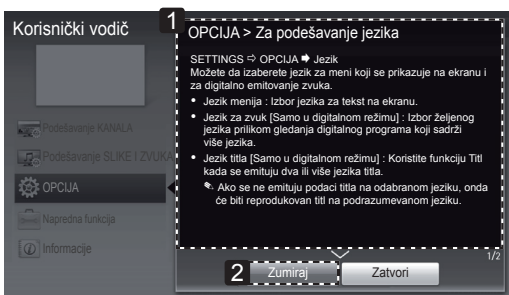 Korisnički vodič
1
OPCIJA > Za podešavanje jezika
SETTINGS ⇨ OPCIJA ➡ Jezik
Možete da izaberete jezik za meni koji se prikazuje na ekranu i
za digitalno emitovanje zvuka.
• Jezik menija : Izbor jezika za tekst na ekranu.
• Jezik za zvuk [Samo u digitalnom režimu] : Izbor željenog
jezika prilikom gledanja digitalnog programa koji sadrži
više jezika.
• Jezik titla [Samo u digitalnom režimu] : Koristite funkciju Titl
kada se emituju dva ili više jezika titla.
Ako se ne emituju podaci titla na odabranom jeziku, onda
će biti reprodukovan titl na podrazumevanom jeziku.
Podešavanje KANALA
Podešavanje SLIKE I ZVUKA
OPCIJA
Napredna funkcija
Informacije
1/2
2
Zumiraj
Zatvori